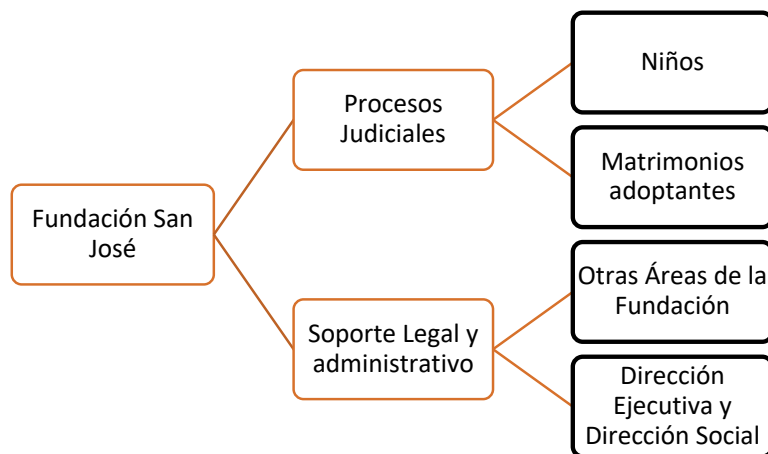 Fundación San
José
Procesos
Judiciales
Niños
Matrimonios
adoptantes
Soporte Legal y
administrativo
Otras Áreas de la
Fundación
Dirección
Ejecutiva y
Dirección Social